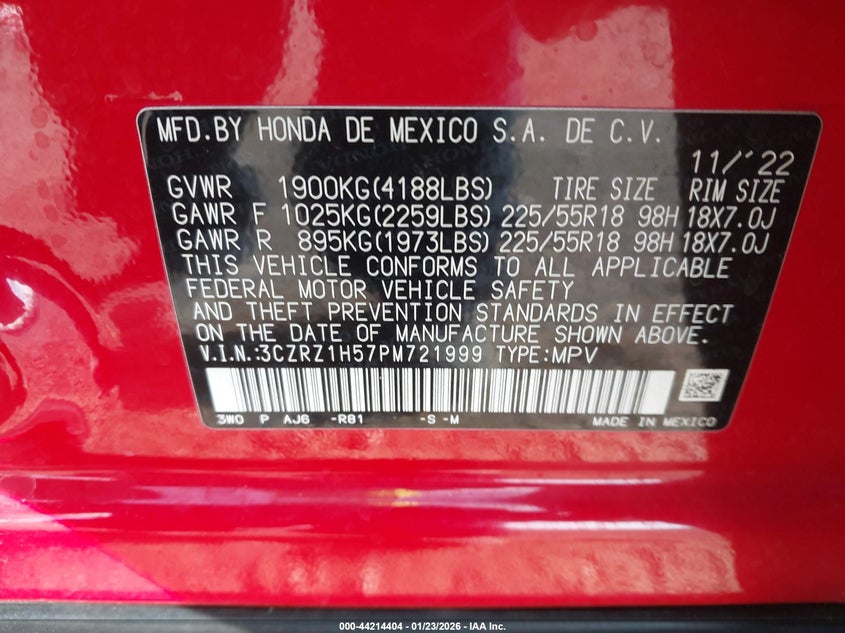 MFD.BY HONDA DE MEXICO S.A. DE C.V.
11/'22
GVWR 1900KG(4188LBS) TIRE SIZE RIM SIZE
GAWR F 1025KG(2259LBS) 225/55R18 98H 18X7.0J
GAWR R 895KG(1973LBS) 225/55R18 98H 18X7.0J
THIS VEHICLE CONFORMS TO ALL APPLICABLE
FEDERAL MOTOR VEHICLE SAFETY
AND THEFT PREVENTION STANDARDS IN EFFECT
ON THE DATE OF MANUFACTURE SHOWN ABOVE.
V.I.N.:3CZRZ1H57PM721999 TYPE:MPV
3W0 P AJ6 -R81 -S -M MADE IN MEXICO
000-44214404 - 01/23/2026 - IAA Inc.